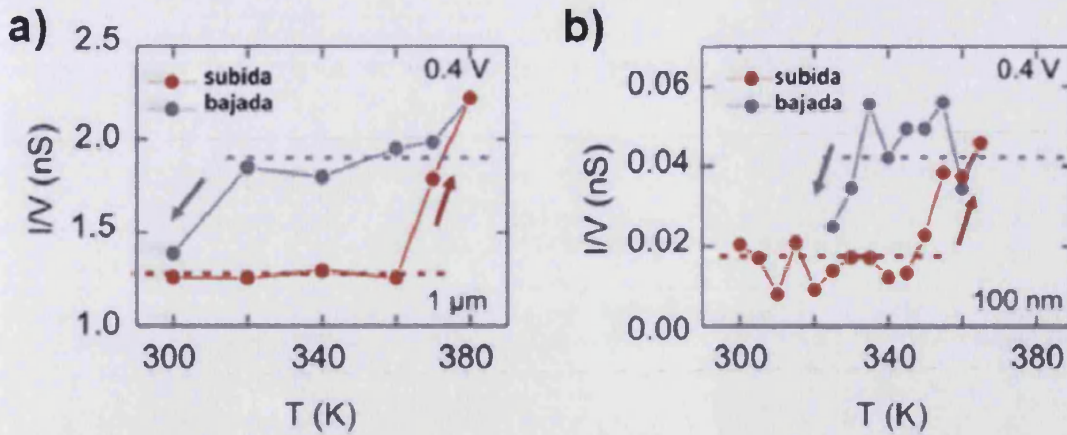 a)
2.5
2.0
1.5
1.0
I/V (nS)
subida
bajada
0.4 V
1 µm
300
340
380
T (K)
b)
0.06
0.04
0.02
0.00
I/V (nS)
subida
bajada
0.4 V
100 nm
300
340
380
T (K)